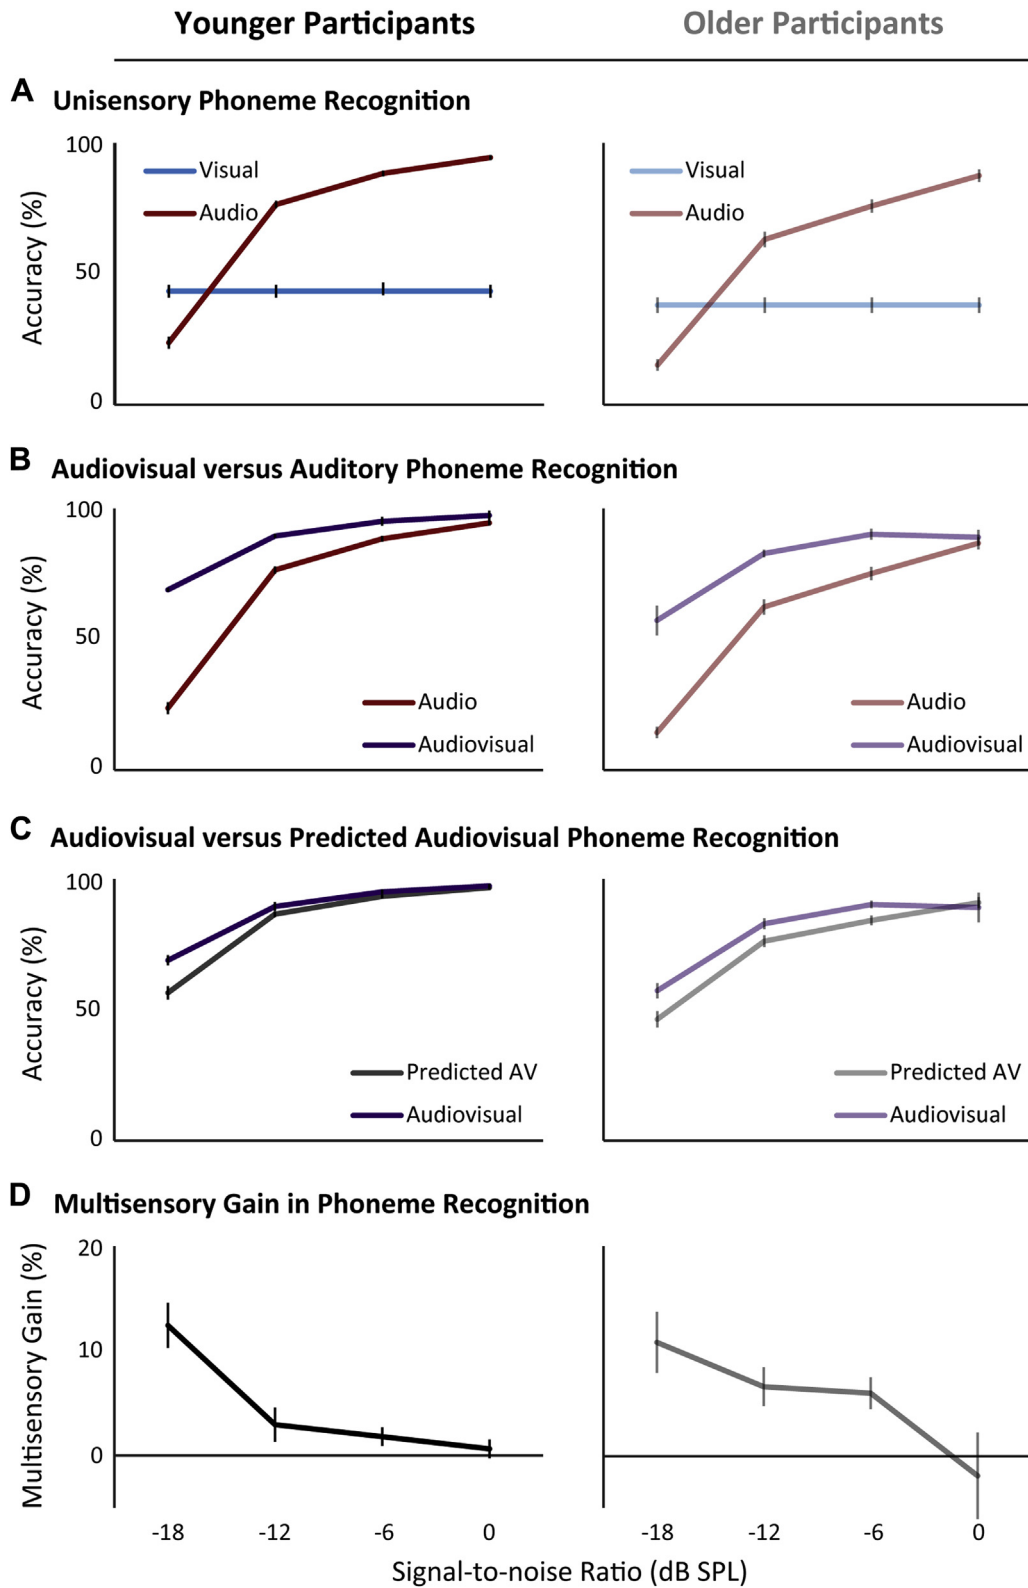 Younger Participants Older Participants
A Unisensory Phoneme Recognition
100
50
0
Accuracy (%)
Visual
Audio
Visual
Audio
B Audiovisual versus Auditory Phoneme Recognition
100
50
0
Accuracy (%)
Audio
Audiovisual
Audio
Audiovisual
C Audiovisual versus Predicted Audiovisual Phoneme Recognition
100
50
0
Accuracy (%)
Predicted AV
Audiovisual
Predicted AV
Audiovisual
D Multisensory Gain in Phoneme Recognition
20
10
0
Multisensory Gain (%)
-18 -12 -6 0 -18 -12 -6 0
Signal-to-noise Ratio (dB SPL)